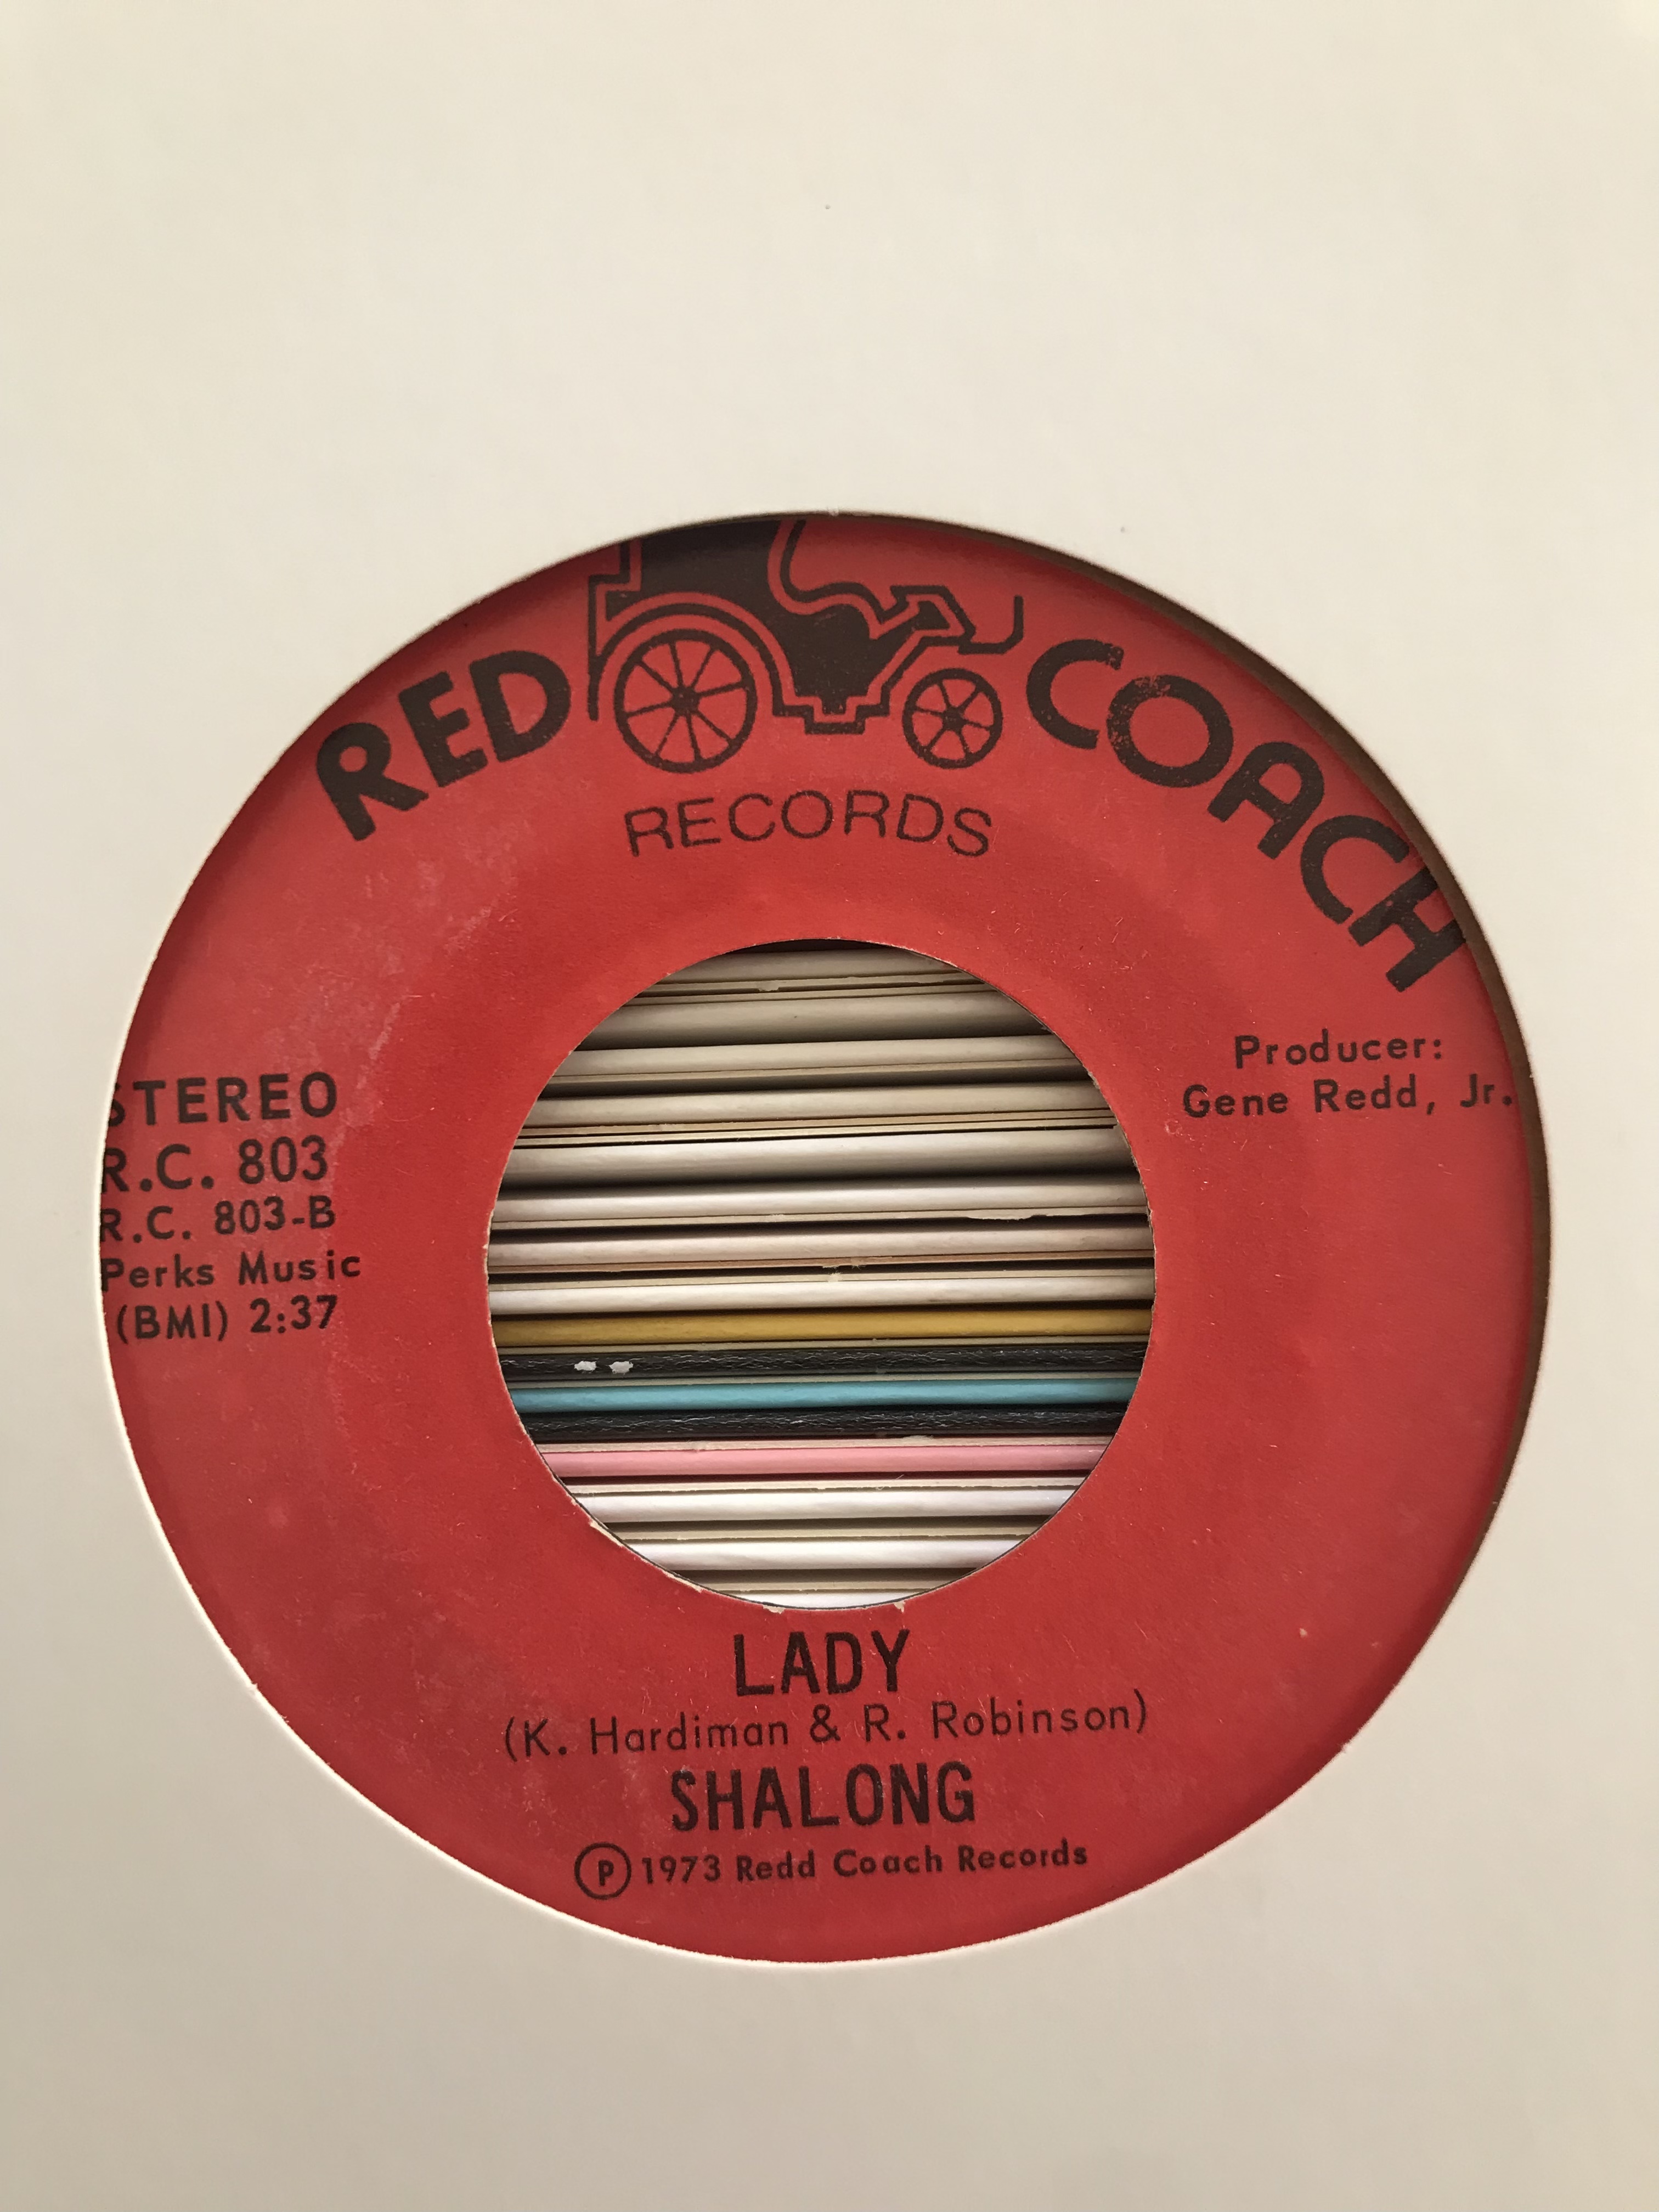 RED COACH
RECORDS
Producer:
Gene Redd, Jr.
STEREO
R.C. 803
R.C. 803-B
Perks Music
(BMI) 2:37
LADY
(K. Hardiman & R. Robinson)
SHALONG
Ⓟ 1973 Redd Coach Records